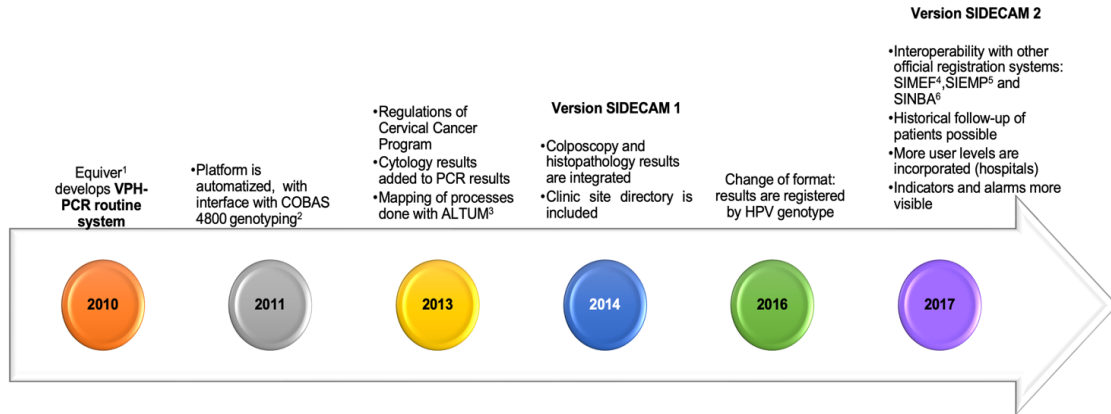 Equiver¹
develops VPH-
PCR routine
system
•Platform is
automatized, with
interface with COBAS
4800 genotyping²
•Regulations of
Cervical Cancer
Program
•Cytology results
added to PCR results
•Mapping of processes
done with ALTUM³
Version SIDECAM 1
•Colposcopy and
histopathology results
are integrated
•Clinic site directory is
included
Change of format:
results are registered
by HPV genotype
Version SIDECAM 2
•Interoperability with other
official registration systems:
SIMEF⁴,SIEMP⁵ and
SINBA⁶
•Historical follow-up of
patients possible
•More user levels are
incorporated (hospitals)
•Indicators and alarms more
visible
2010
2011
2013
2014
2016
2017